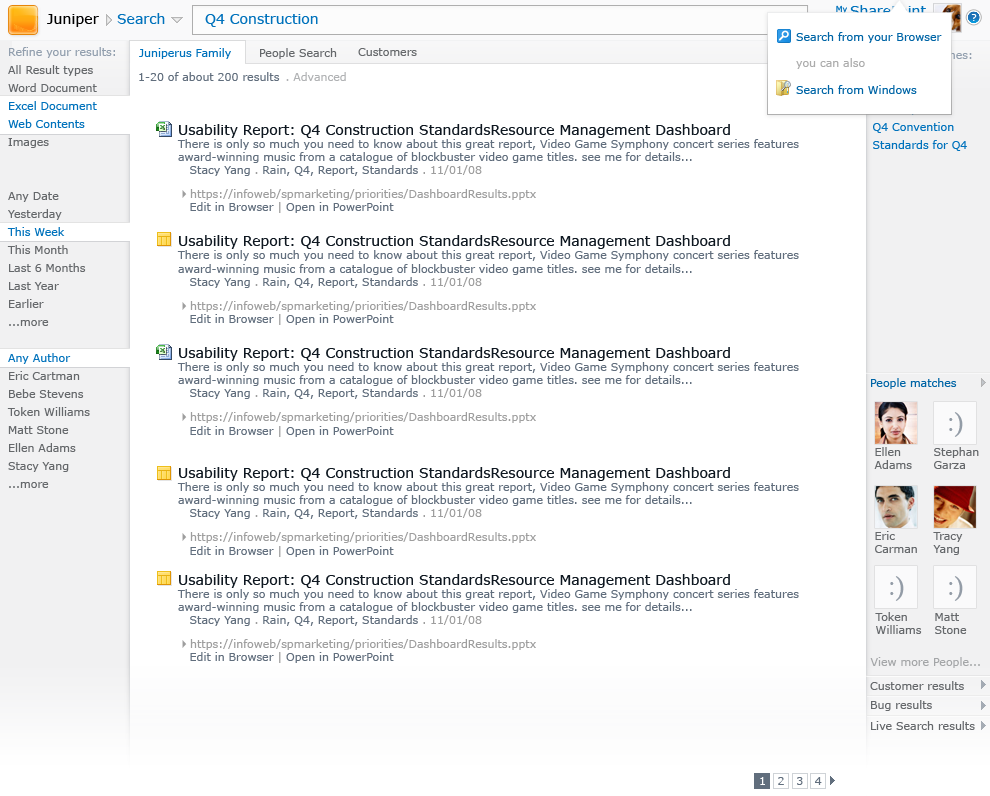 Juniper
Search
Q4 Construction
My SharePoint
Search from your Browser
you can also
Search from Windows
Refine your results:
All Result types
Word Document
Excel Document
Web Contents
Images
Any Date
Yesterday
This Week
This Month
Last 6 Months
Last Year
Earlier
...more
Any Author
Eric Cartman
Bebe Stevens
Token Williams
Matt Stone
Ellen Adams
Stacy Yang
...more
Juniperus Family
People Search
Customers
1-20 of about 200 results . Advanced
Usability Report: Q4 Construction StandardsResource Management Dashboard
There is only so much you need to know about this great report, Video Game Symphony concert series features
award-winning music from a catalogue of blockbuster video game titles. see me for details...
Stacy Yang . Rain, Q4, Report, Standards . 11/01/08
https://infoweb/spmarketing/priorities/DashboardResults.pptx
Edit in Browser | Open in PowerPoint
Usability Report: Q4 Construction StandardsResource Management Dashboard
There is only so much you need to know about this great report, Video Game Symphony concert series features
award-winning music from a catalogue of blockbuster video game titles. see me for details...
Stacy Yang . Rain, Q4, Report, Standards . 11/01/08
https://infoweb/spmarketing/priorities/DashboardResults.pptx
Edit in Browser | Open in PowerPoint
Usability Report: Q4 Construction StandardsResource Management Dashboard
There is only so much you need to know about this great report, Video Game Symphony concert series features
award-winning music from a catalogue of blockbuster video game titles. see me for details...
Stacy Yang . Rain, Q4, Report, Standards . 11/01/08
https://infoweb/spmarketing/priorities/DashboardResults.pptx
Edit in Browser | Open in PowerPoint
Usability Report: Q4 Construction StandardsResource Management Dashboard
There is only so much you need to know about this great report, Video Game Symphony concert series features
award-winning music from a catalogue of blockbuster video game titles. see me for details...
Stacy Yang . Rain, Q4, Report, Standards . 11/01/08
https://infoweb/spmarketing/priorities/DashboardResults.pptx
Edit in Browser | Open in PowerPoint
Usability Report: Q4 Construction StandardsResource Management Dashboard
There is only so much you need to know about this great report, Video Game Symphony concert series features
award-winning music from a catalogue of blockbuster video game titles. see me for details...
Stacy Yang . Rain, Q4, Report, Standards . 11/01/08
https://infoweb/spmarketing/priorities/DashboardResults.pptx
Edit in Browser | Open in PowerPoint
Q4 Convention
Standards for Q4
People matches
:)
Ellen Adams
Stephan Garza
Eric Carman
Tracy Yang
:)
:)
Token Williams
Matt Stone
View more People...
Customer results
Bug results
Live Search results
1 2 3 4